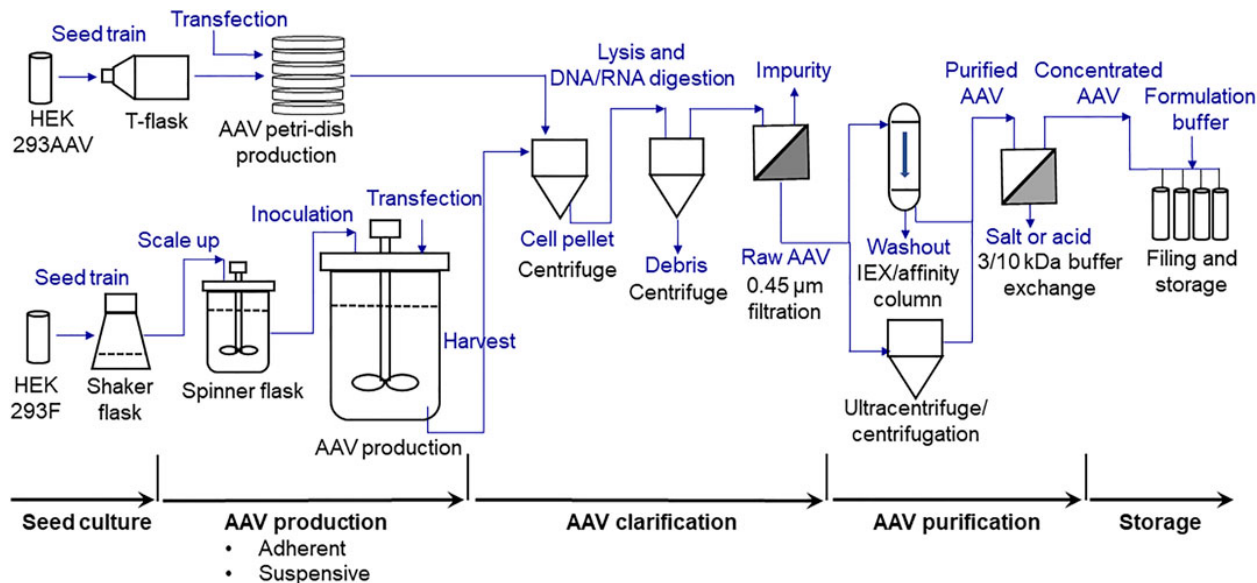 Seed train
Transfection
HEK
293AAV
T-flask
AAV petri-dish
production
Lysis and
DNA/RNA digestion
Impurity
Purified
AAV
Concentrated
AAV
Formulation
buffer
Seed train
HEK
293F
Shaker
flask
Scale up
Spinner flask
Inoculation
Transfection
Harvest
AAV production
Cell pellet
Centrifuge
Debris
Centrifuge
Raw AAV
0.45 µm
filtration
Washout
IEX/affinity
column
Ultracentrifuge/
centrifugation
Salt or acid
3/10 kDa buffer
exchange
Filing and
storage
Seed culture
AAV production
• Adherent
• Suspensive
AAV clarification
AAV purification
Storage